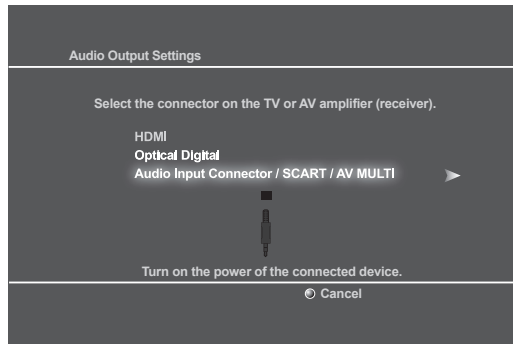 Audio Output Settings
Select the connector on the TV or AV amplifier (receiver).
HDMI
Optical Digital
Audio Input Connector / SCART / AV MULTI
Turn on the power of the connected device.
Cancel